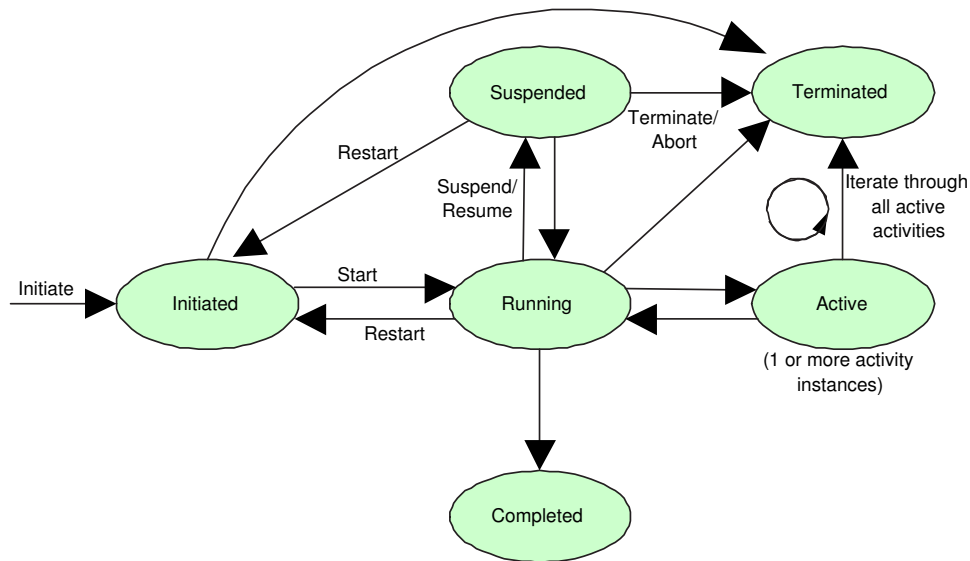 Suspended
Terminated
Terminate/
Abort
Restart
Suspend/
Resume
Iterate through
all active
activities
Initiate
Initiated
Start
Running
Active
Restart
(1 or more activity
instances)
Completed